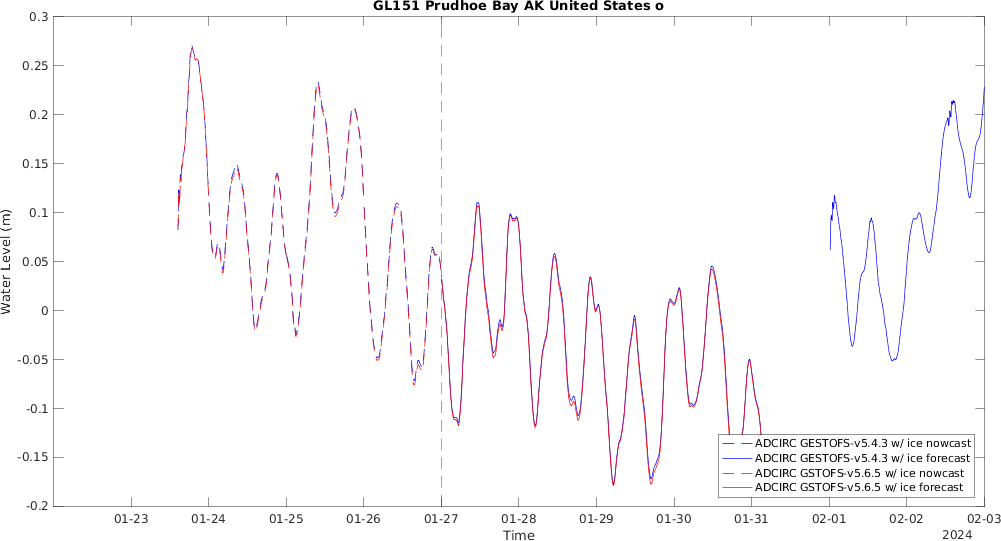 GL151 Prudhoe Bay AK United States o
0.3
0.25
0.2
0.15
0.1
0.05
0
-0.05
-0.1
-0.15
-0.2
Water Level (m)
ADCIRC GESTOFS-v5.4.3 w/ ice nowcast
ADCIRC GESTOFS-v5.4.3 w/ ice forecast
ADCIRC GSTOFS-v5.6.5 w/ ice nowcast
ADCIRC GSTOFS-v5.6.5 w/ ice forecast
01-23 01-24 01-25 01-26 01-27 01-28 01-29 01-30 01-31 02-01 02-02 02-03
Time
2024